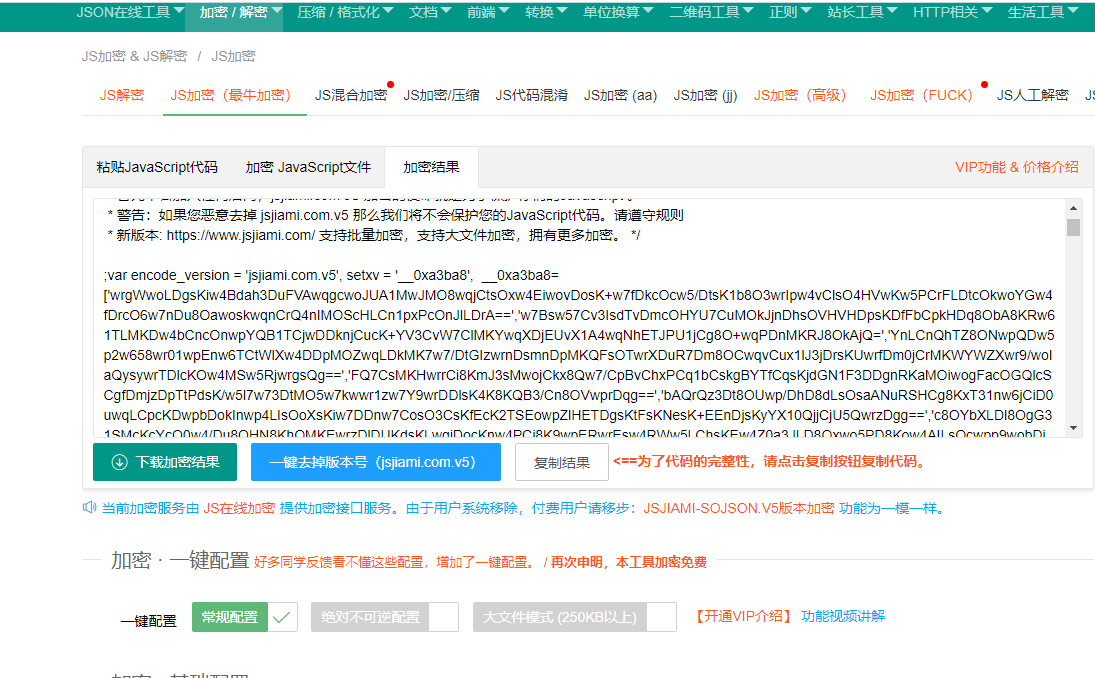 JSON在线工具 加密 / 解密 压缩 / 格式化 文档 前端 转换 单位换算 二维码工具 正则 站长工具 HTTP相关 生活工具
JS加密 & JS解密 / JS加密
JS解密 JS加密（最牛加密） JS混合加密 JS加密/压缩 JS代码混淆 JS加密 (aa) JS加密 (jj) JS加密（高级） JS加密（FUCK） JS人工解密
粘贴JavaScript代码 加密 JavaScript文件 加密结果 VIP功能 & 价格介绍
* 警告：如果您恶意去掉 jsjiami.com.v5 那么我们将不会保护您的JavaScript代码。请遵守规则
* 新版本: https://www.jsjiami.com/ 支持批量加密，支持大文件加密，拥有更多加密。 */
;var encode_version = 'jsjiami.com.v5', setxv = '__0xa3ba8', __0xa3ba8=
['wrgWwoLDgsKiw4Bdah3DuFVAwqgcwoJUA1MwJMO8wqjCtsOxw4EiwovDosK+w7fDkcOcw5/DtsK1b8O3wrIpw4vClsO4HVwKw5PCrFLDtcOkwoYGw4
fDrcO6w7nDu8OawoskwqnCrQ4nIMOScHLCn1pxPcOnJlLDrA==','w7Bsw57Cv3IsdTvDmcOHYU7CuMOkJjnDhsOVHVHDpsKDfFbCpkHDq8ObA8KRw6
1TLMKDw4bCncOnwpYQB1TCjwDDknjCucK+YV3CvW7ClMKYwqXDjEUvX1A4wqNhETJPU1jCg8O+wqPDnMKRJ8OkAjQ=','YnLCnQhTZ8ONwpQDw5
p2w658wr01wpEnw6TCtWlXw4DDpMOZwqLDkMK7w7/DtGIzwrnDsmnDpMKQFsOTwrXDuR7Dm8OCwqvCux1IJ3jDrsKUwrfDm0jCrMKWYWZXwr9/wol
aQysywrTDlcKOw4MSw5RjwrgsQg==','FQ7CsMKHwrrCi8KmJ3sMwojCkx8Qw7/CpBvChxPCq1bCskgBYTfCqsKjdGN1F3DDgnRKaMOiwogFacOGQlcS
CgfDmjzDpTtPdsK/w5l7w73DtMO5w7kwwr1zw7Y9wrDDlsK4K8KQB3/Cn8OVwprDqg==','bAQrQz3Dt8OUwp/DhD8dLsOsaANuRSHCg8KxT31nw6jCiD0
uwqLCpcKDwpbDokInwp4LIsOoXsKiw7DDnw7CosO3CsKfEcK2TSEowpZlHETDgsKtFsKNesK+EEnDjsKyYX10QjjCjU5QwrzDgg==','c8OYbXLDI8OgG3
下载加密结果 一键去掉版本号（jsjiami.com.v5） 复制结果 <==为了代码的完整性，请点击复制按钮复制代码。
当前加密服务由 JS在线加密 提供加密接口服务。由于用户系统移除，付费用户请移步：JSJIAMI-SOJSON.V5版本加密 功能为一模一样。
加密 · 一键配置 好多同学反馈看不懂这些配置，增加了一键配置。 / 再次申明，本工具加密免费
一键配置 常规配置 绝对不可逆配置 大文件模式 (250KB以上) 【开通VIP介绍】 功能视频讲解